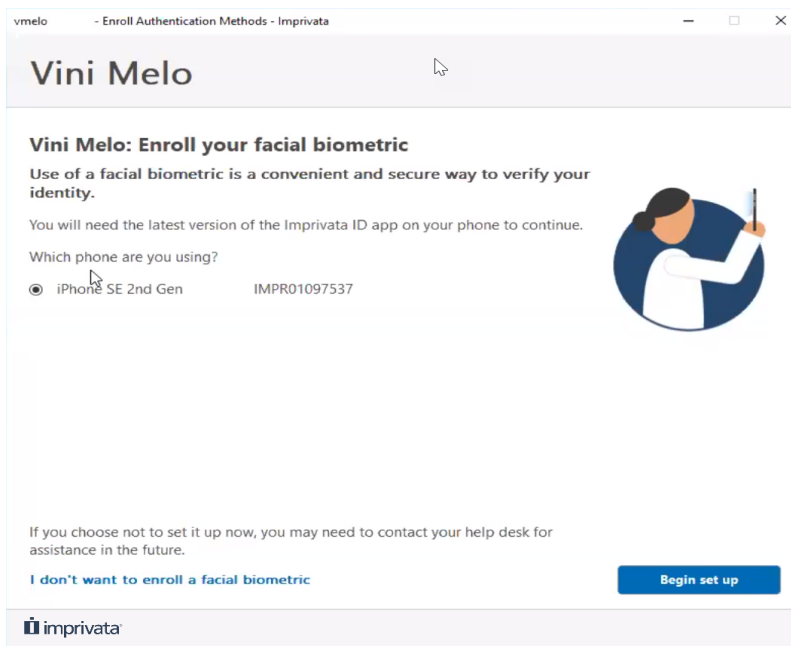 vmelo - Enroll Authentication Methods - Imprivata
Vini Melo
Vini Melo: Enroll your facial biometric
Use of a facial biometric is a convenient and secure way to verify your
identity.
You will need the latest version of the Imprivata ID app on your phone to continue.
Which phone are you using?
iPhone SE 2nd Gen IMPR01097537
If you choose not to set it up now, you may need to contact your help desk for
assistance in the future.
I don't want to enroll a facial biometric
Begin set up
imprivata